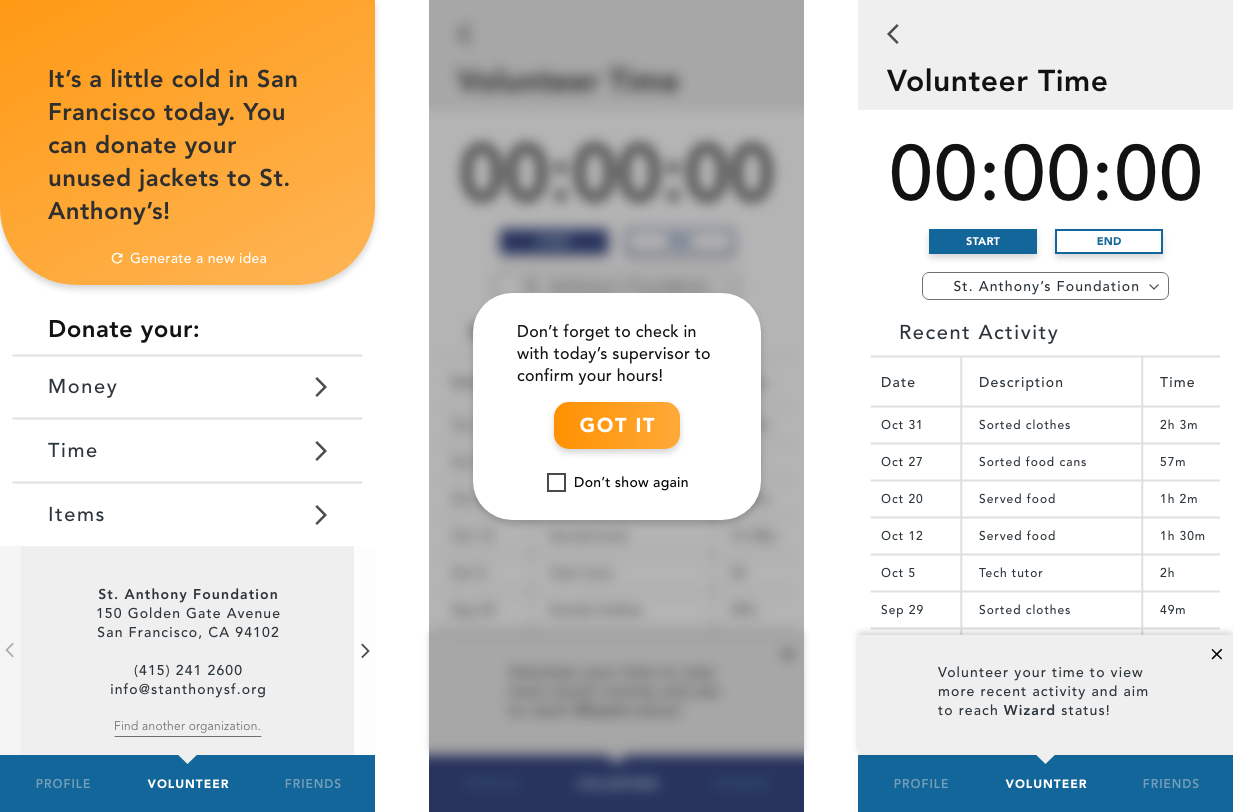 It's a little cold in San
Francisco today. You
can donate your
unused jackets to St.
Anthony's!
Generate a new idea
Donate your:
Money
Time
Items
St. Anthony Foundation
150 Golden Gate Avenue
San Francisco, CA 94102
(415) 241 2600
info@stanthonysf.org
Find another organization.
PROFILE VOLUNTEER FRIENDS
Volunteer Time
00:00:00
Don't forget to check in
with today's supervisor to
confirm your hours!
GOT IT
Don't show again
Volunteer Time
00:00:00
START END
St. Anthony's Foundation
Recent Activity
Date Description Time
Oct 31 Sorted clothes 2h 3m
Oct 27 Sorted food cans 57m
Oct 20 Served food 1h 2m
Oct 12 Served food 1h 30m
Oct 5 Tech tutor 2h
Sep 29 Sorted clothes 49m
Volunteer your time to view
more recent activity and aim
to reach Wizard status!
PROFILE VOLUNTEER FRIENDS